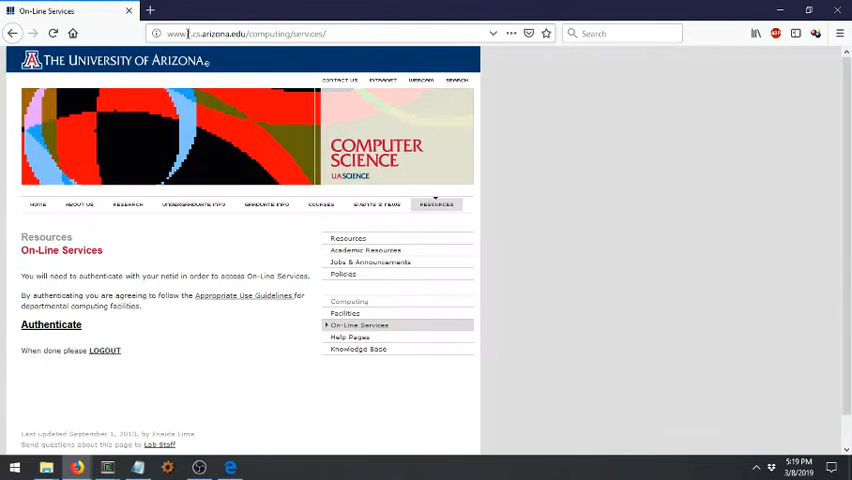 On-Line Services
www2.cs.arizona.edu/computing/services/
Search
ABP
THE UNIVERSITY OF ARIZONA®
CONTACT US INTRANET WEBCAM SEARCH
COMPUTER
SCIENCE
UASCIENCE
HOME ABOUT US RESEARCH UNDERGRADUATE INFO GRADUATE INFO COURSES EVENTS & NEWS RESOURCES
Resources
On-Line Services
You will need to authenticate with your netid in order to access On-Line Services.
By authenticating you are agreeing to follow the Appropriate Use Guidelines for
departmental computing facilities.
Authenticate
When done please LOGOUT
Resources
Academic Resources
Jobs & Announcements
Policies
Computing
Facilities
On-Line Services
Help Pages
Knowledge Base
Last updated September 1, 2010, by Eneida Lima
Send questions about this page to Lab Staff
5:19 PM
3/8/2019